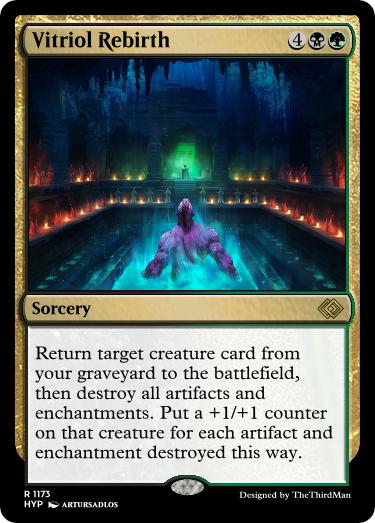 Vitriol Rebirth 4
Sorcery
Return target creature card from
your graveyard to the battlefield,
then destroy all artifacts and
enchantments. Put a +1/+1 counter
on that creature for each artifact and
enchantment destroyed this way.
R 1173
HYP ARTURSADLOS
Designed by TheThirdMan